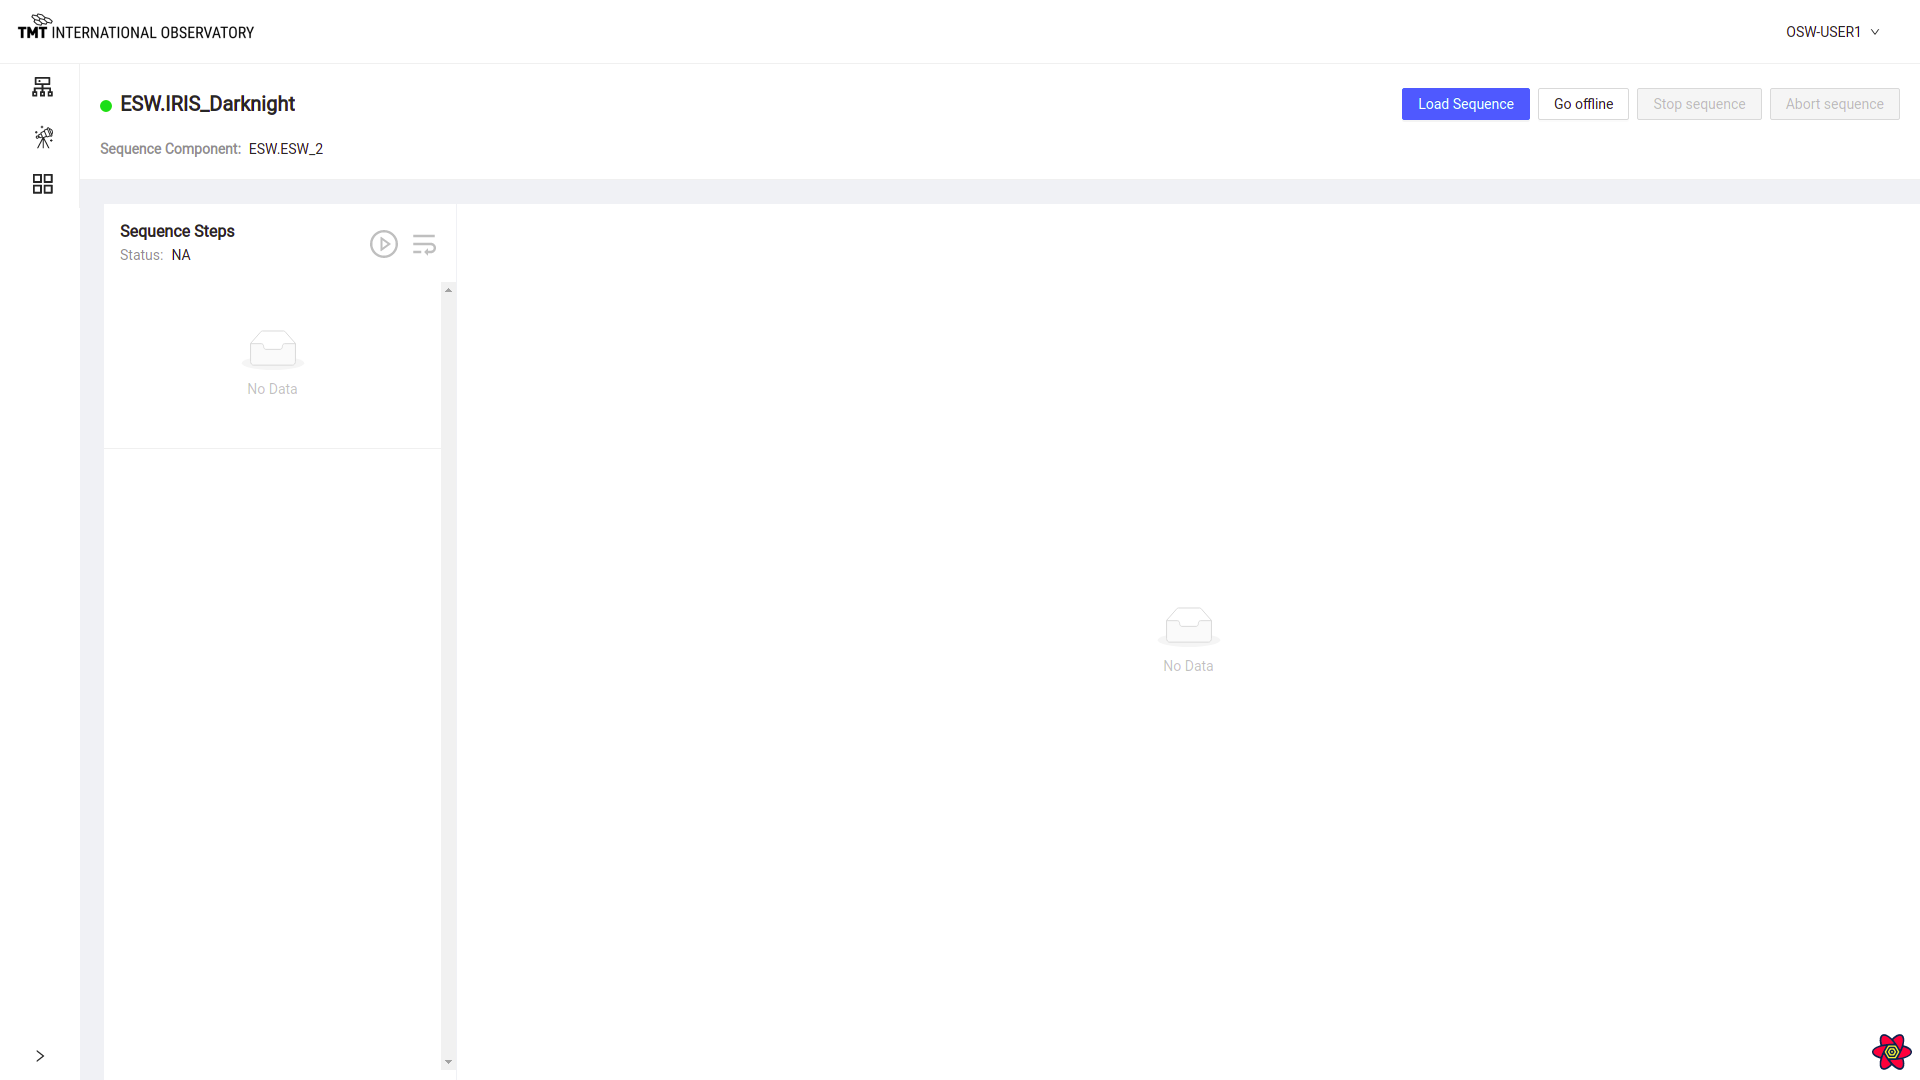 TMT INTERNATIONAL OBSERVATORY
OSW-USER1
ESW.IRIS_Darknight
Load Sequence
Go offline
Stop sequence
Abort sequence
Sequence Component: ESW.ESW_2
Sequence Steps
Status: NA
No Data
No Data